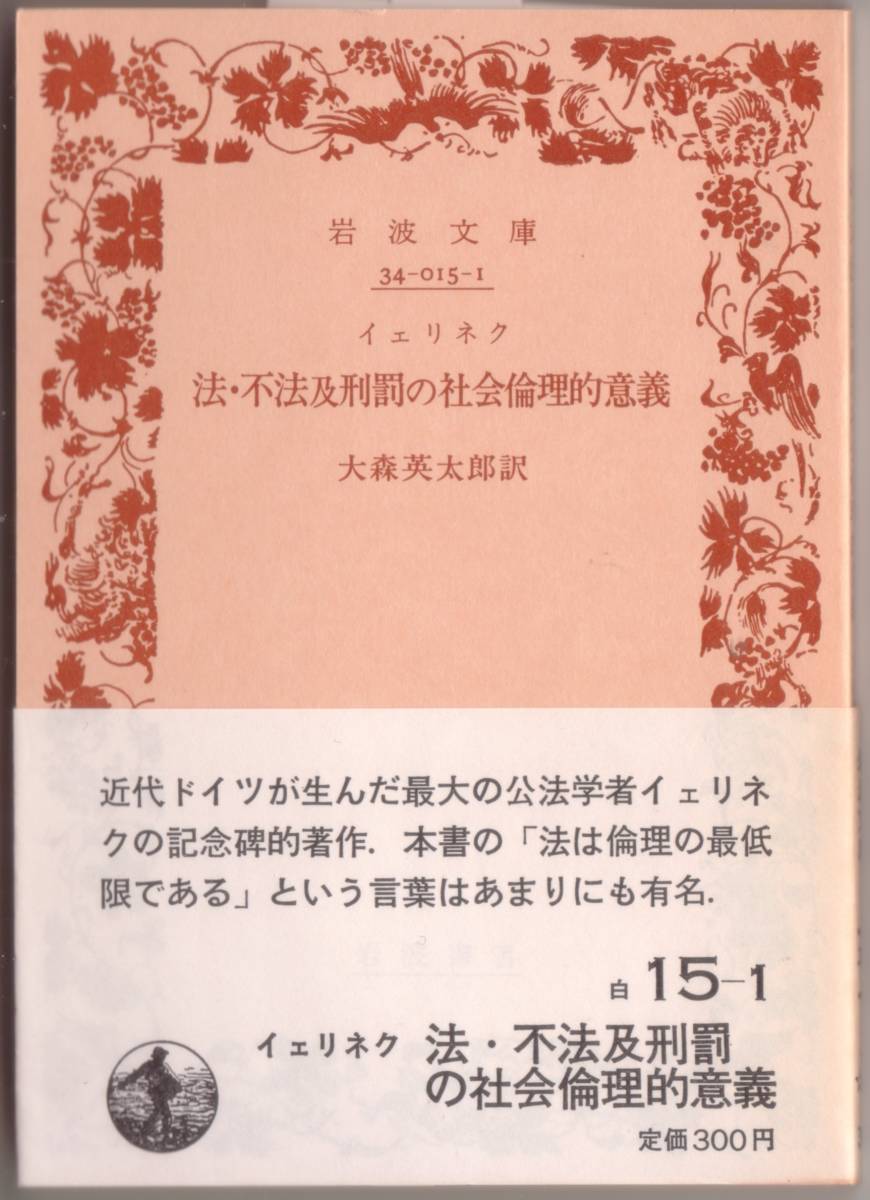 岩波文庫
34-015-1
イェリネク
法・不法及刑罰の社会倫理的意義
大森英太郎訳
近代ドイツが生んだ最大の公法学者イェリネ
クの記念碑的著作．本書の「法は倫理の最低
限である」という言葉はあまりにも有名．
白 15-1
イェリネク 法・不法及刑罰
の社会倫理的意義
定価300円